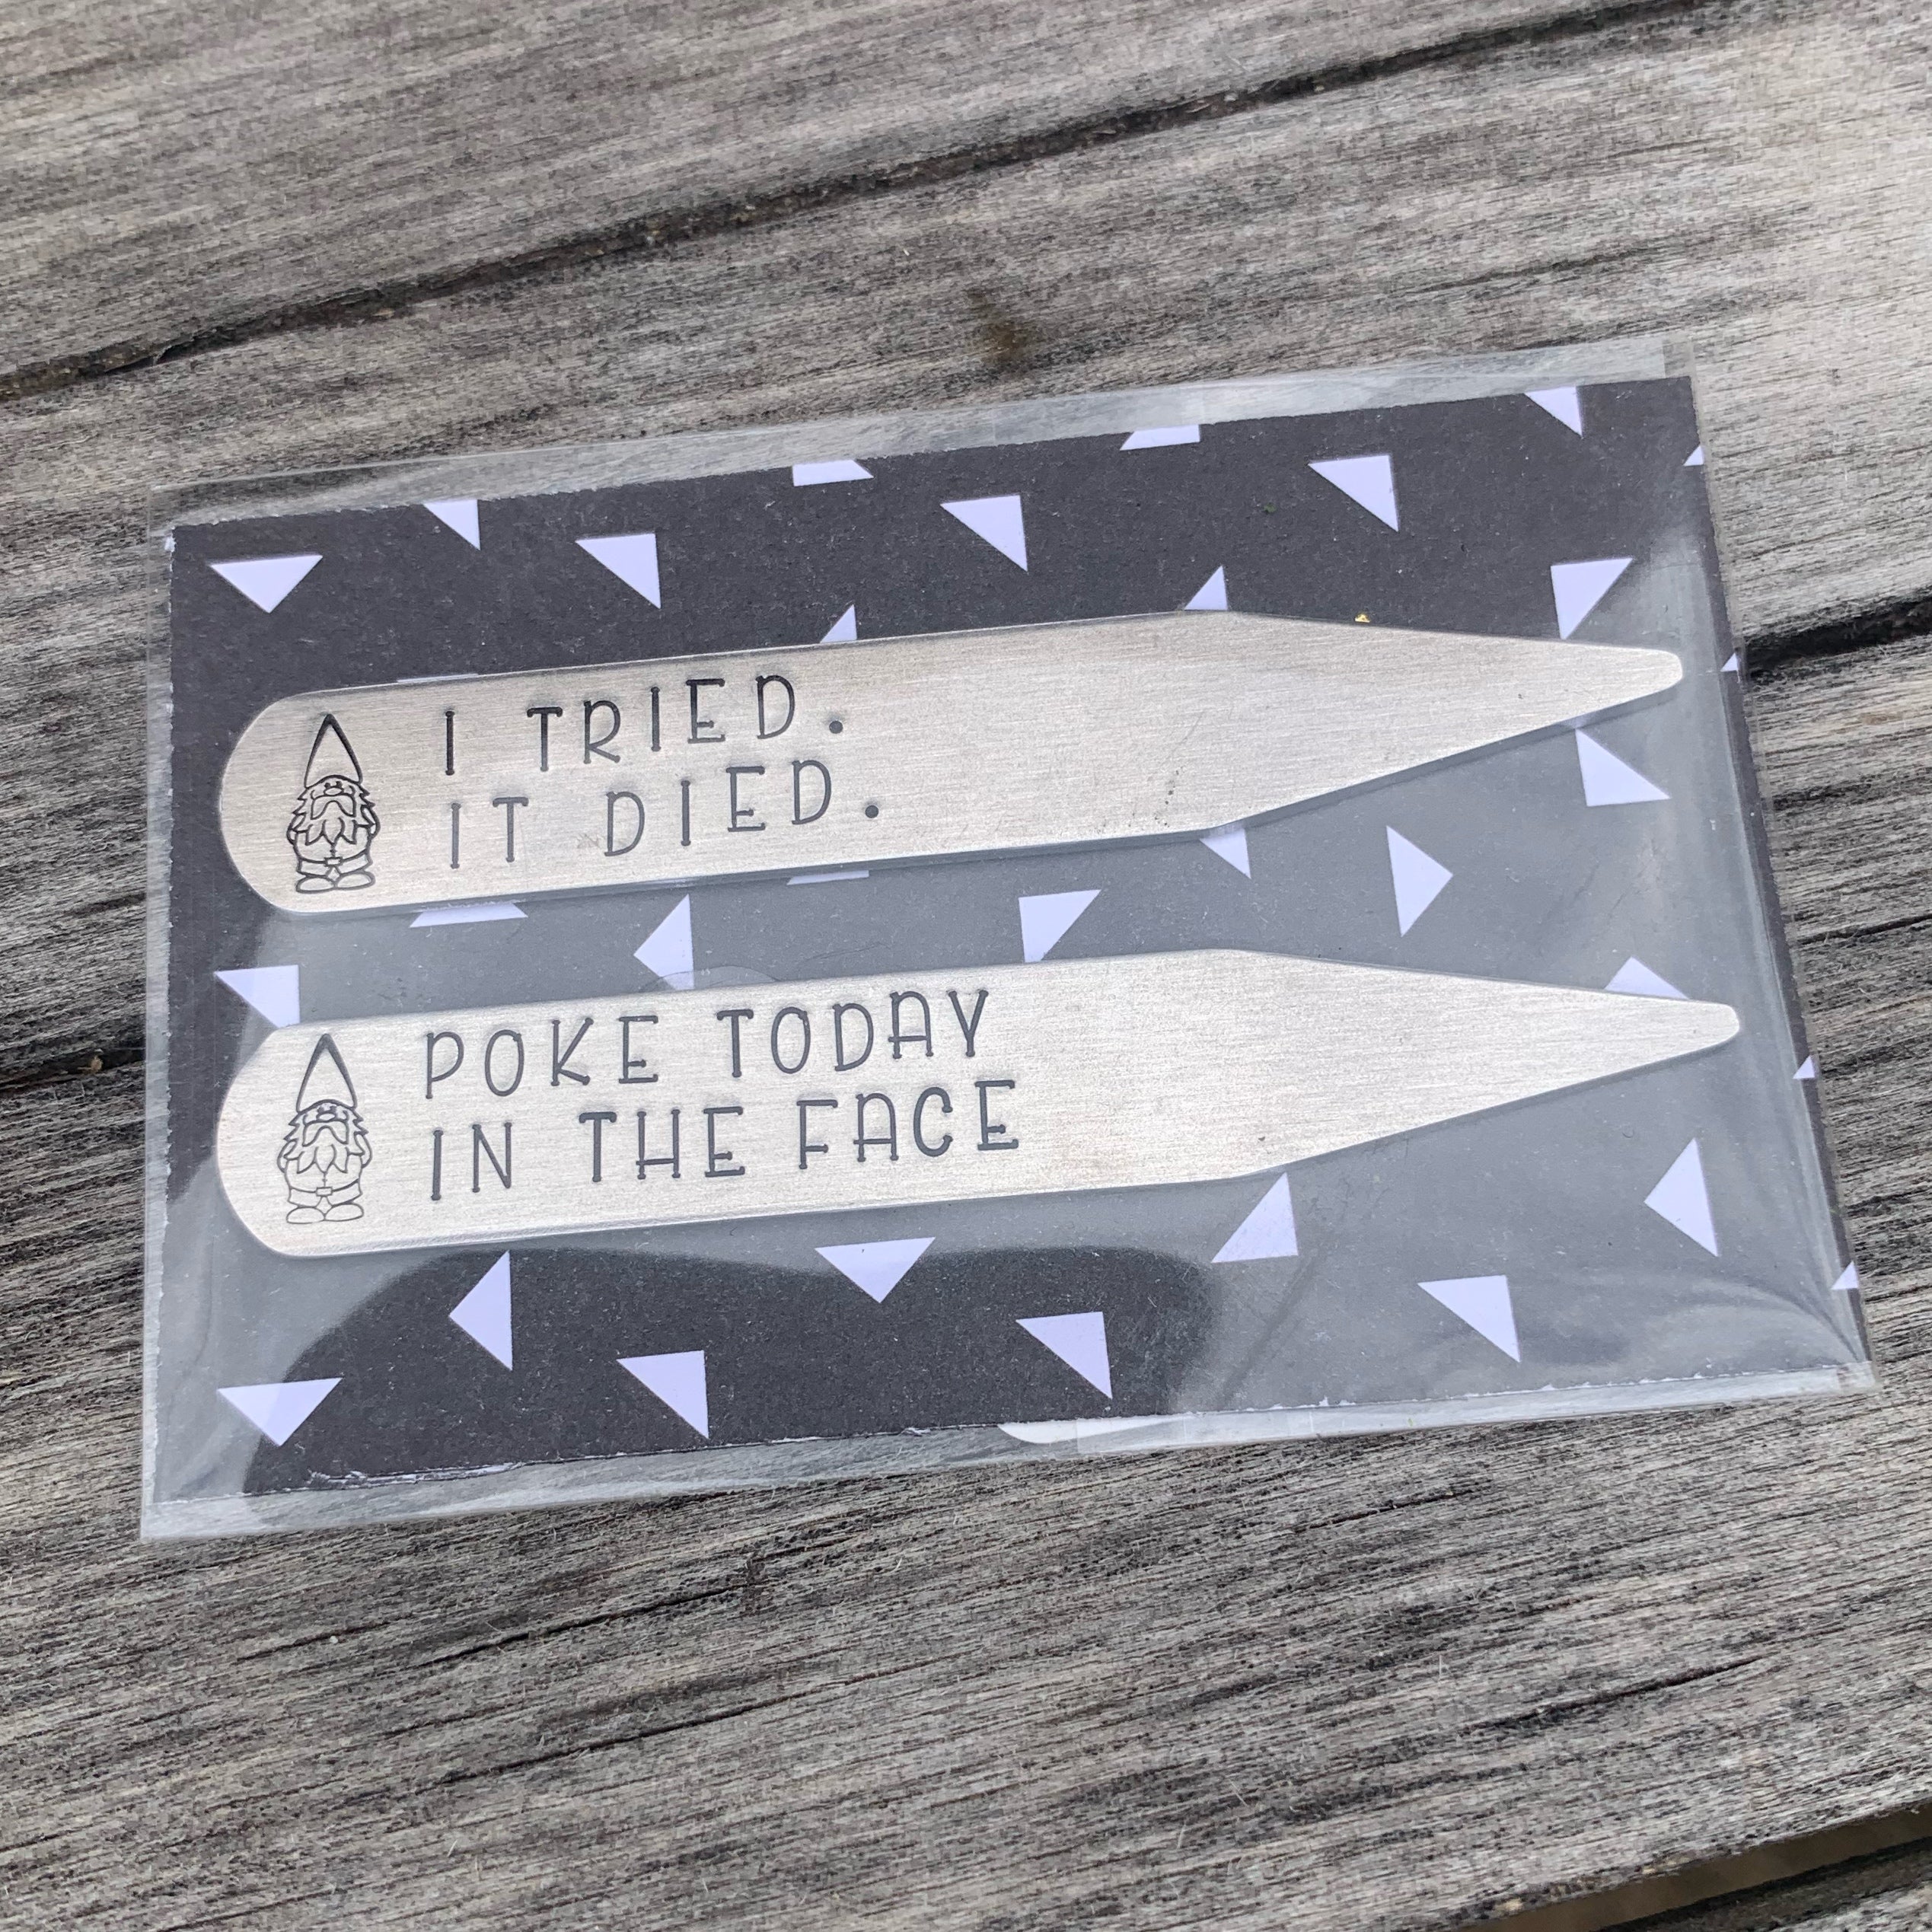 I TRIED.
IT DIED.
POKE TODAY
IN THE FACE